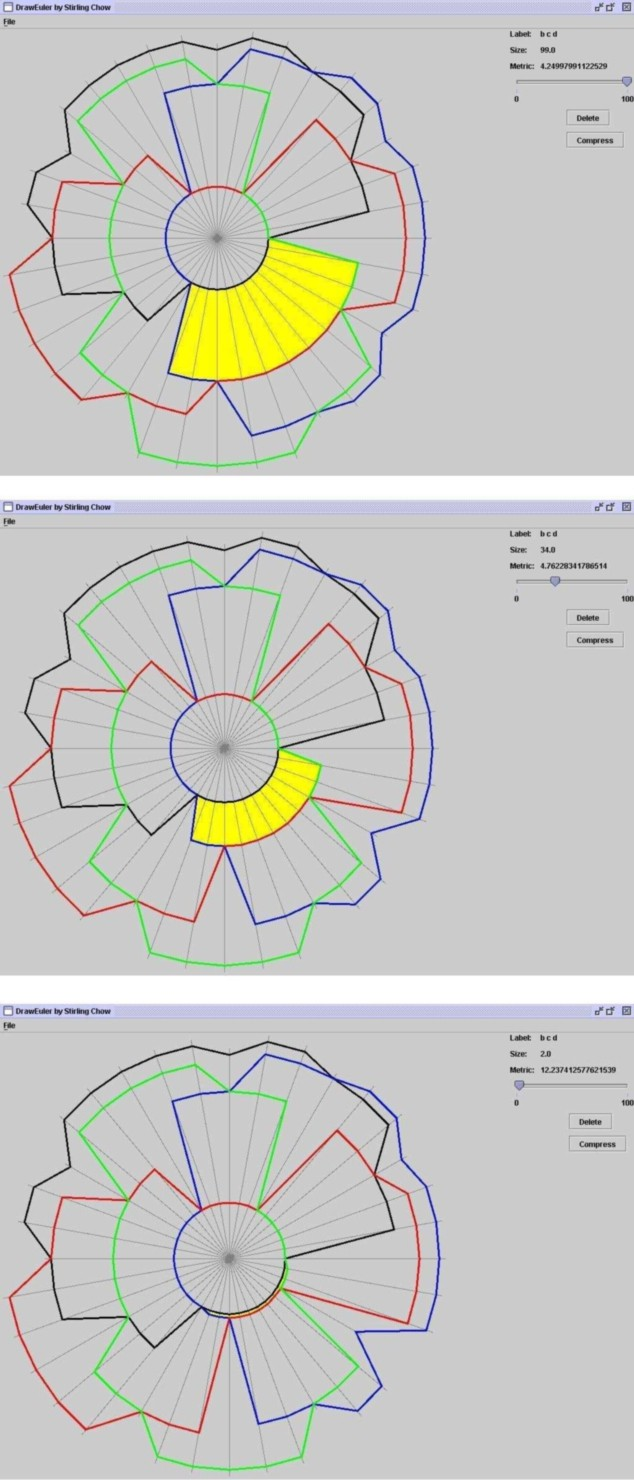 DrawEuler by Stirling Chow
File
Label: b c d
Size: 99.0
Metric: 4.24997991122529
0 100
Delete
Compress
DrawEuler by Stirling Chow
File
Label: b c d
Size: 34.0
Metric: 4.76228341786514
0 100
Delete
Compress
DrawEuler by Stirling Chow
File
Label: b c d
Size: 2.0
Metric: 12.237412577621539
0 100
Delete
Compress